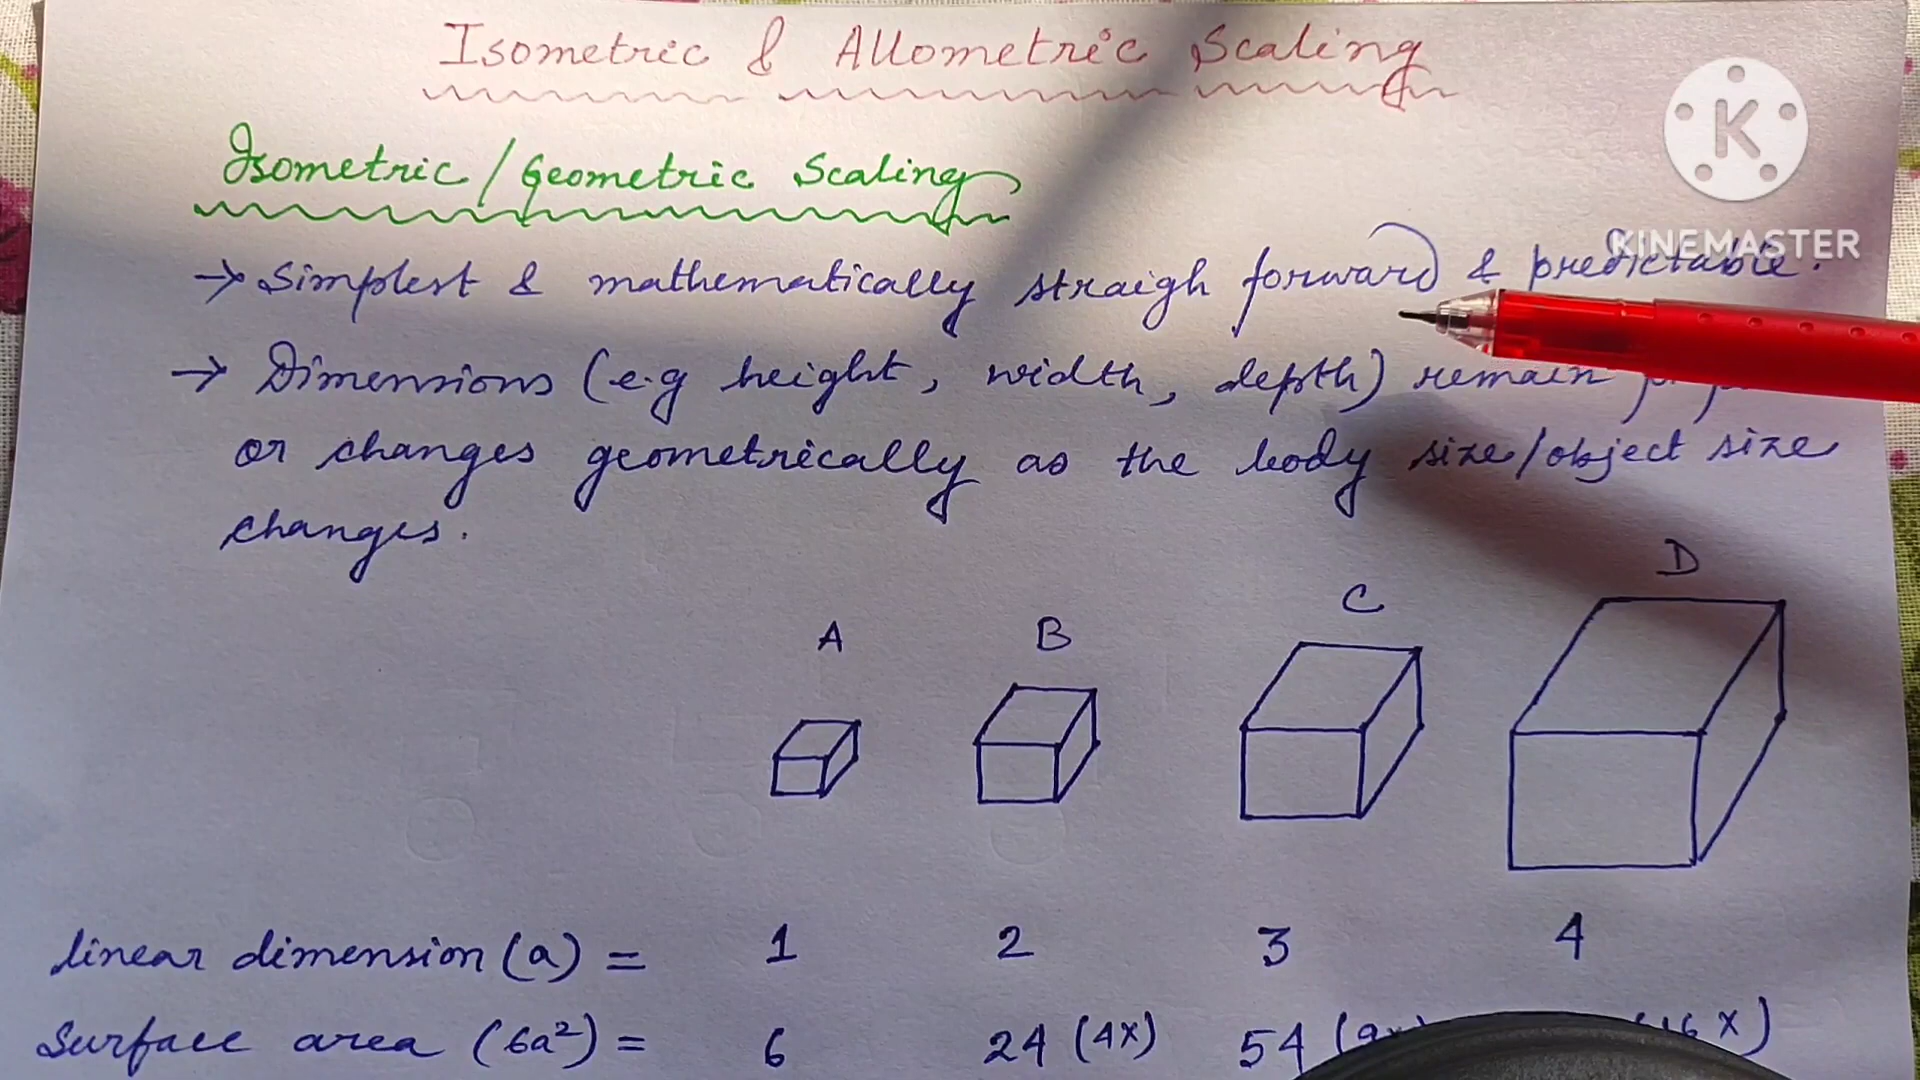 Isometric & Allometric Scaling
K
KINEMASTER
Isometric / Geometric Scaling
→ Simplest & mathematically straigh forward & predictable.
→ Dimensions (e.g height, width, depth) remain
or changes geometrically as the body size/object size
changes.
A B C D
linear dimension (a) = 1 2 3 4
Surface area (6a²) = 6 24 (4x) 54 (9x) (16x)